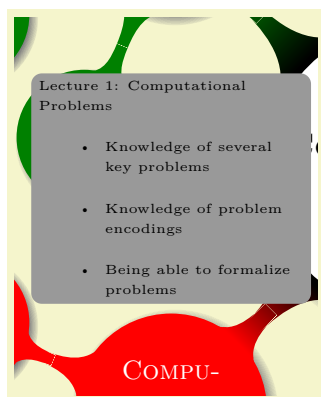 Lecture 1: Computational
Problems
• Knowledge of several
key problems
• Knowledge of problem
encodings
• Being able to formalize
problems
Compu-